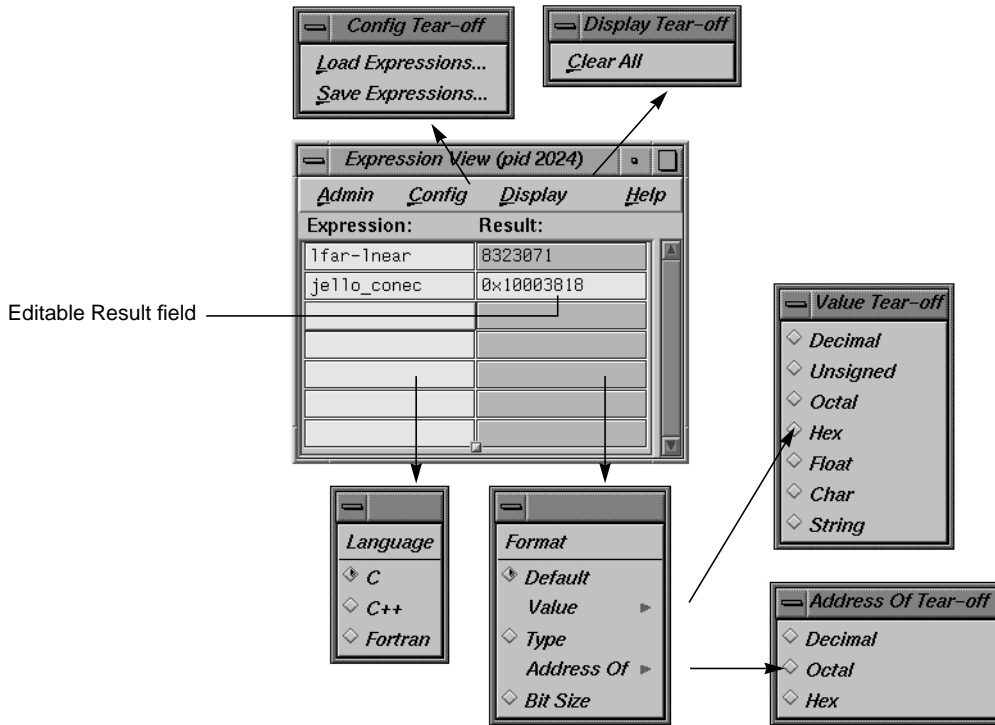 Config Tear-off
Load Expressions...
Save Expressions...
Display Tear-off
Clear All
Expression View (pid 2024)
Admin Config Display Help
Expression: Result:
lfar-lnear 8323071
jello_conec 0x10003818
Editable Result field
Value Tear-off
Decimal
Unsigned
Octal
Hex
Float
Char
String
Language
C
C++
Fortran
Format
Default
Value
Type
Address Of
Bit Size
Address Of Tear-off
Decimal
Octal
Hex